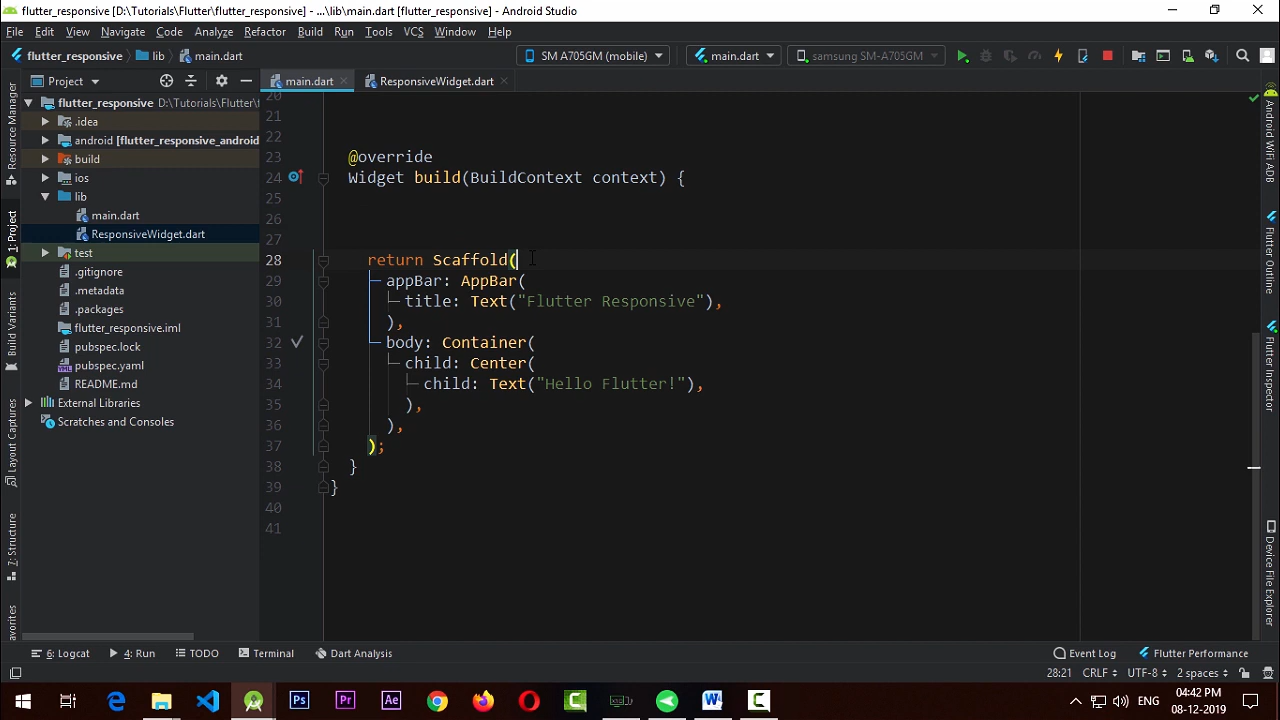 flutter_responsive [D:\Tutorials\Flutter\flutter_responsive] - ...\lib\main.dart [flutter_responsive] - Android Studio
File Edit View Navigate Code Analyze Refactor Build Run Tools VCS Window Help
flutter_responsive lib main.dart SM A705GM (mobile) main.dart samsung SM-A705GM
Project main.dart ResponsiveWidget.dart
flutter_responsive D:\Tutorials\Flutter\f
.idea
android [flutter_responsive_android
build
ios
lib
main.dart
ResponsiveWidget.dart
test
.gitignore
.metadata
.packages
flutter_responsive.iml
pubspec.lock
pubspec.yaml
README.md
External Libraries
Scratches and Consoles
Resource Manager
1: Project
Build Variants
Layout Captures
7: Structure
avorites
20
21
22
23 @override
24 Widget build(BuildContext context) {
25
26
27
28 return Scaffold(
29 appBar: AppBar(
30 title: Text("Flutter Responsive"),
31 ),
32 body: Container(
33 child: Center(
34 child: Text("Hello Flutter!"),
35 ),
36 ),
37 );
38 }
39 }
40
41
Android WiFi ADB
Flutter Outline
Flutter Inspector
Device File Explorer
6: Logcat 4: Run TODO Terminal Dart Analysis Event Log Flutter Performance
28:21 CRLF UTF-8 2 spaces
Ps Pr Ae ENG 04:42 PM
08-12-2019